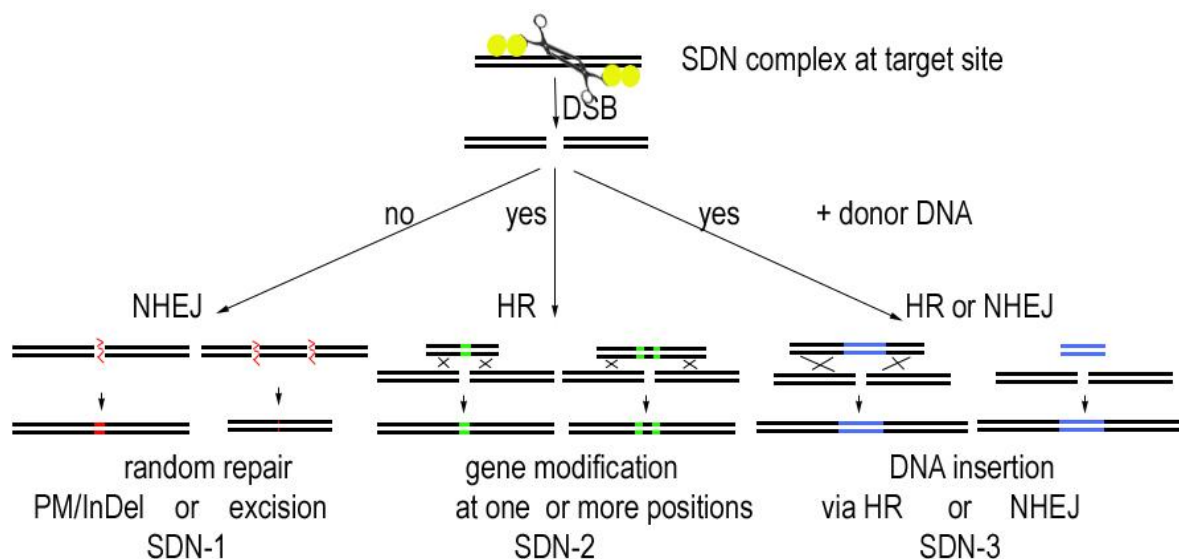 SDN complex at target site
DSB
no yes yes + donor DNA
NHEJ HR HR or NHEJ
random repair gene modification DNA insertion
PM/InDel or excision at one or more positions via HR or NHEJ
SDN-1 SDN-2 SDN-3